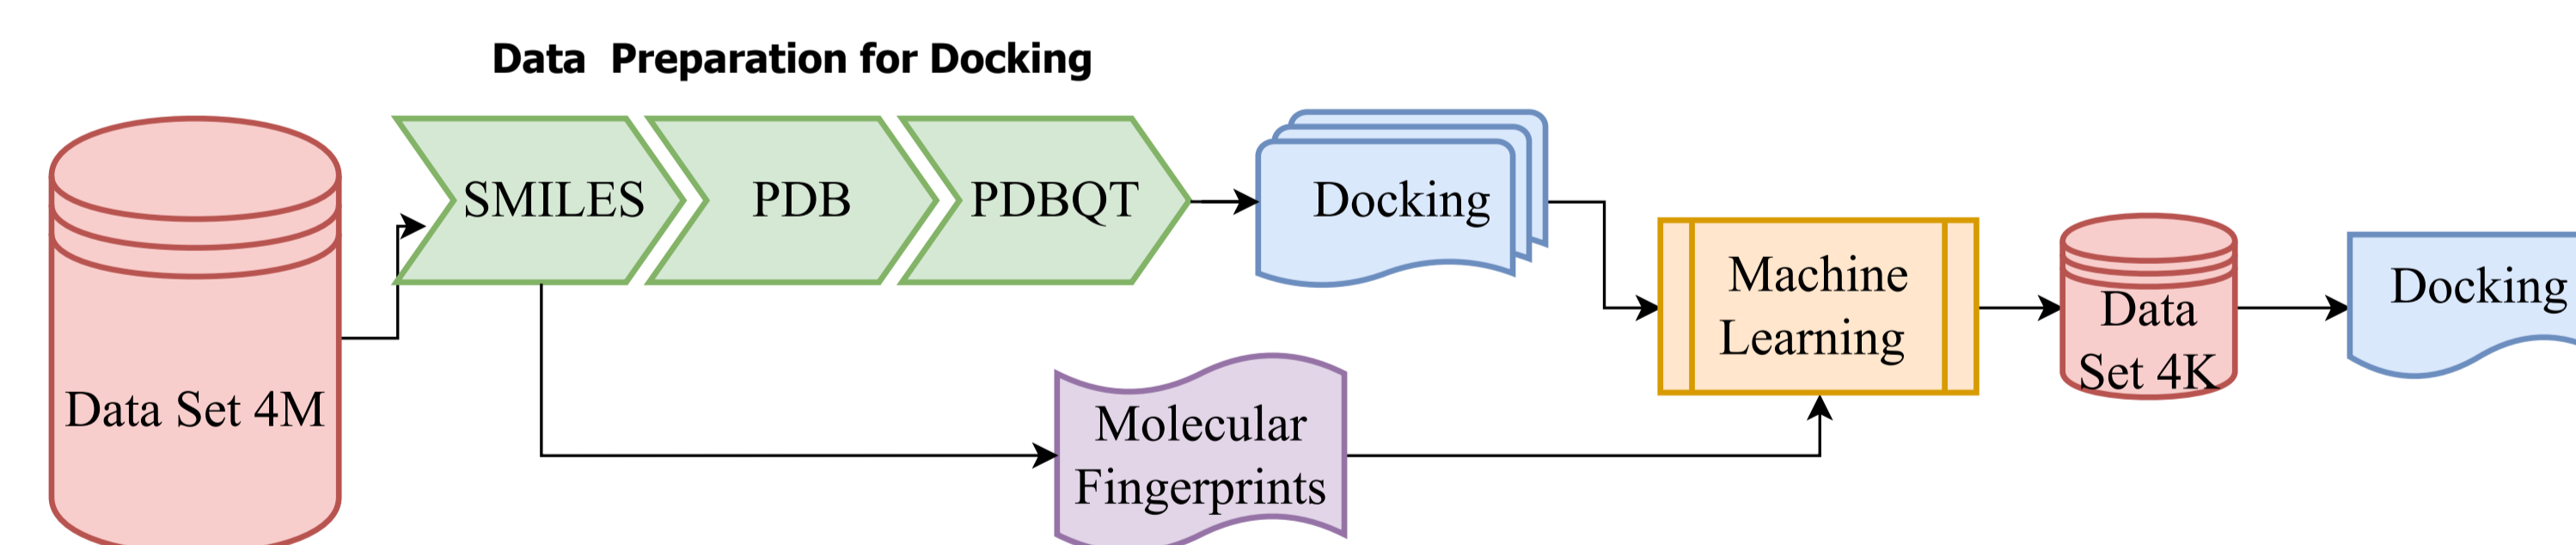 Data  Preparation for Docking
SMILES
PDB
PDBQT
Docking
Machine
Learning
Data
Set 4K
Docking
Data Set 4M
Molecular
Fingerprints